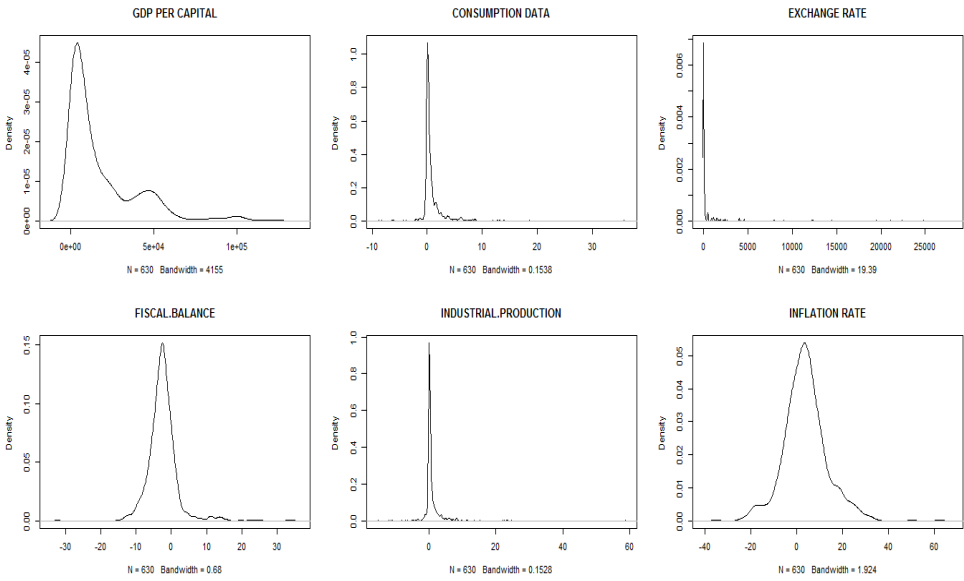 GDP PER CAPITAL
CONSUMPTION DATA
EXCHANGE RATE
Density
0e+00 1e-05 2e-05 3e-05 4e-05
0e+00 5e+04 1e+05
N = 630 Bandwidth = 4155
Density
0.0 0.2 0.4 0.6 0.8 1.0
-10 0 10 20 30
N = 630 Bandwidth = 0.1538
Density
0.000 0.002 0.004 0.006
0 5000 10000 15000 20000 25000
N = 630 Bandwidth = 19.39
FISCAL.BALANCE
INDUSTRIAL.PRODUCTION
INFLATION RATE
Density
0.00 0.05 0.10 0.15
-30 -20 -10 0 10 20 30
N = 630 Bandwidth = 0.68
Density
0.0 0.2 0.4 0.6 0.8 1.0
0 20 40 60
N = 630 Bandwidth = 0.1528
Density
0.00 0.01 0.02 0.03 0.04 0.05
-40 -20 0 20 40 60
N = 630 Bandwidth = 1.924